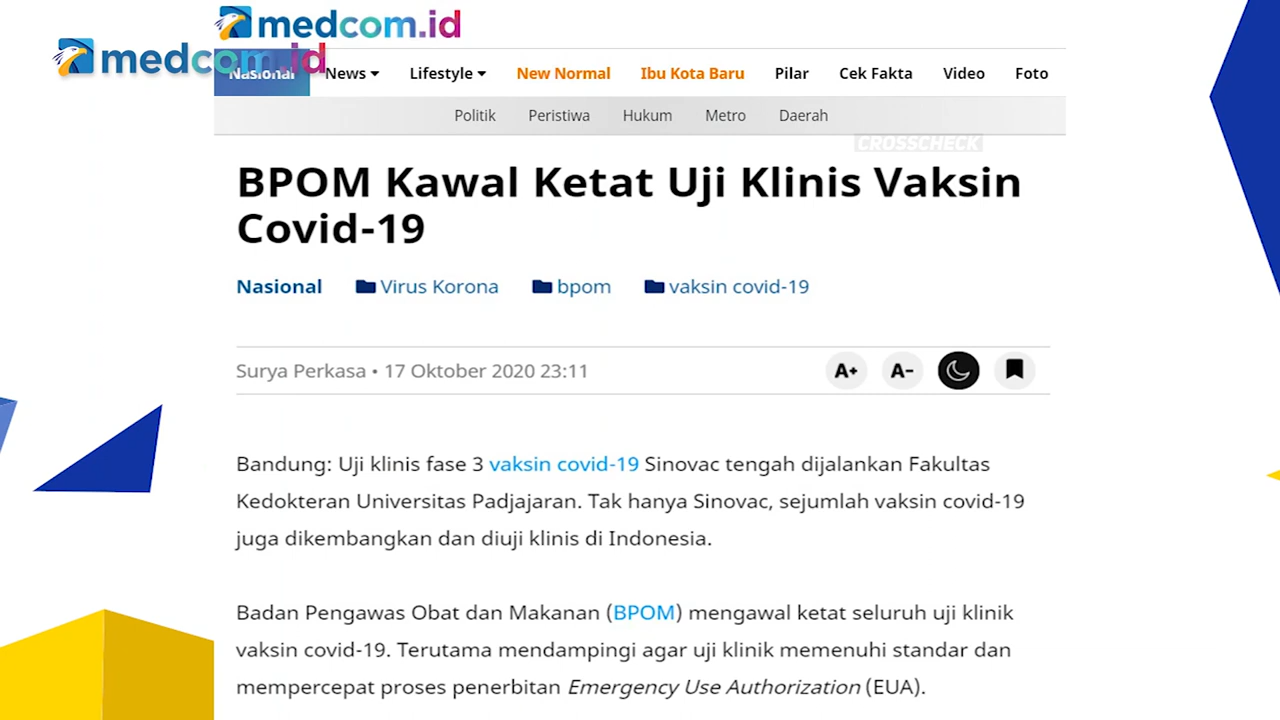 medcom.id
medcom.id
Nasional News Lifestyle New Normal Ibu Kota Baru Pilar Cek Fakta Video Foto
Politik Peristiwa Hukum Metro Daerah
CROSSCHECK
BPOM Kawal Ketat Uji Klinis Vaksin
Covid-19
Nasional Virus Korona bpom vaksin covid-19
Surya Perkasa • 17 Oktober 2020 23:11 A+ A-
Bandung: Uji klinis fase 3 vaksin covid-19 Sinovac tengah dijalankan Fakultas
Kedokteran Universitas Padjajaran. Tak hanya Sinovac, sejumlah vaksin covid-19
juga dikembangkan dan diuji klinis di Indonesia.
Badan Pengawas Obat dan Makanan (BPOM) mengawal ketat seluruh uji klinik
vaksin covid-19. Terutama mendampingi agar uji klinik memenuhi standar dan
mempercepat proses penerbitan Emergency Use Authorization (EUA).